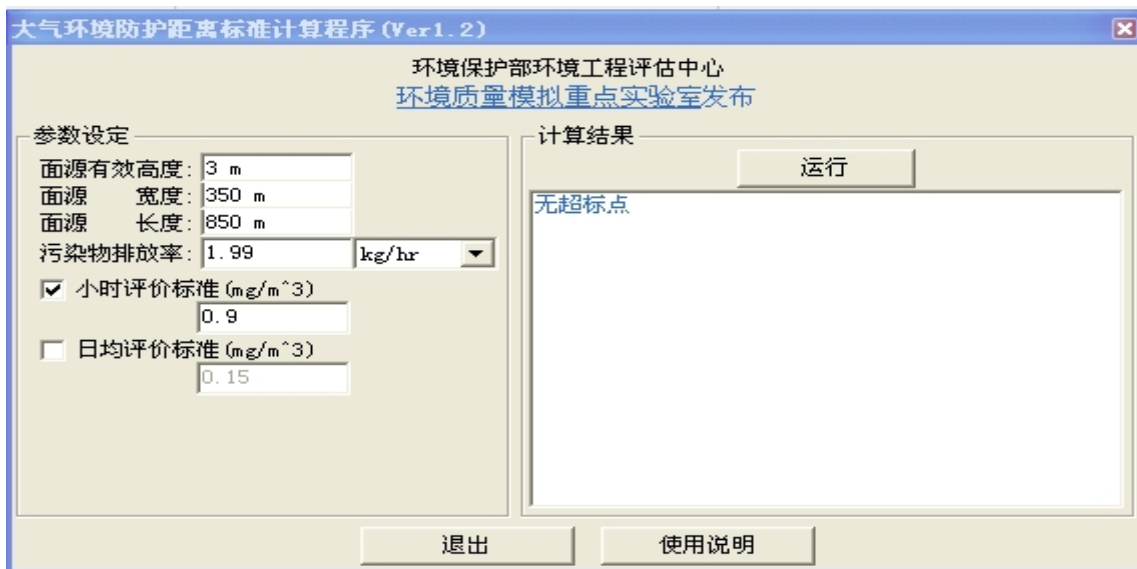 大气环境防护距离标准计算程序(Ver1.2)
环境保护部环境工程评估中心
环境质量模拟重点实验室发布
参数设定
面源有效高度: 3 m
面源 宽度: 350 m
面源 长度: 850 m
污染物排放率: 1.99 kg/hr
小时评价标准(mg/m^3)
0.9
日均评价标准(mg/m^3)
0.15
计算结果
运行
无超标点
退出
使用说明